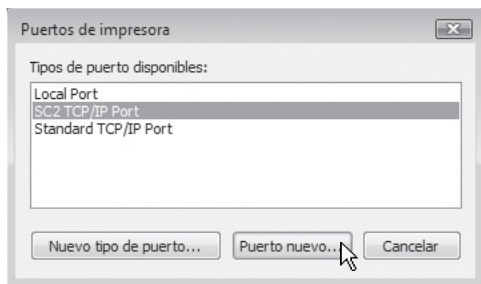 Puertos de impresora
Tipos de puerto disponibles:
Local Port
SC2 TCP/IP Port
Standard TCP/IP Port
Nuevo tipo de puerto... Puerto nuevo... Cancelar